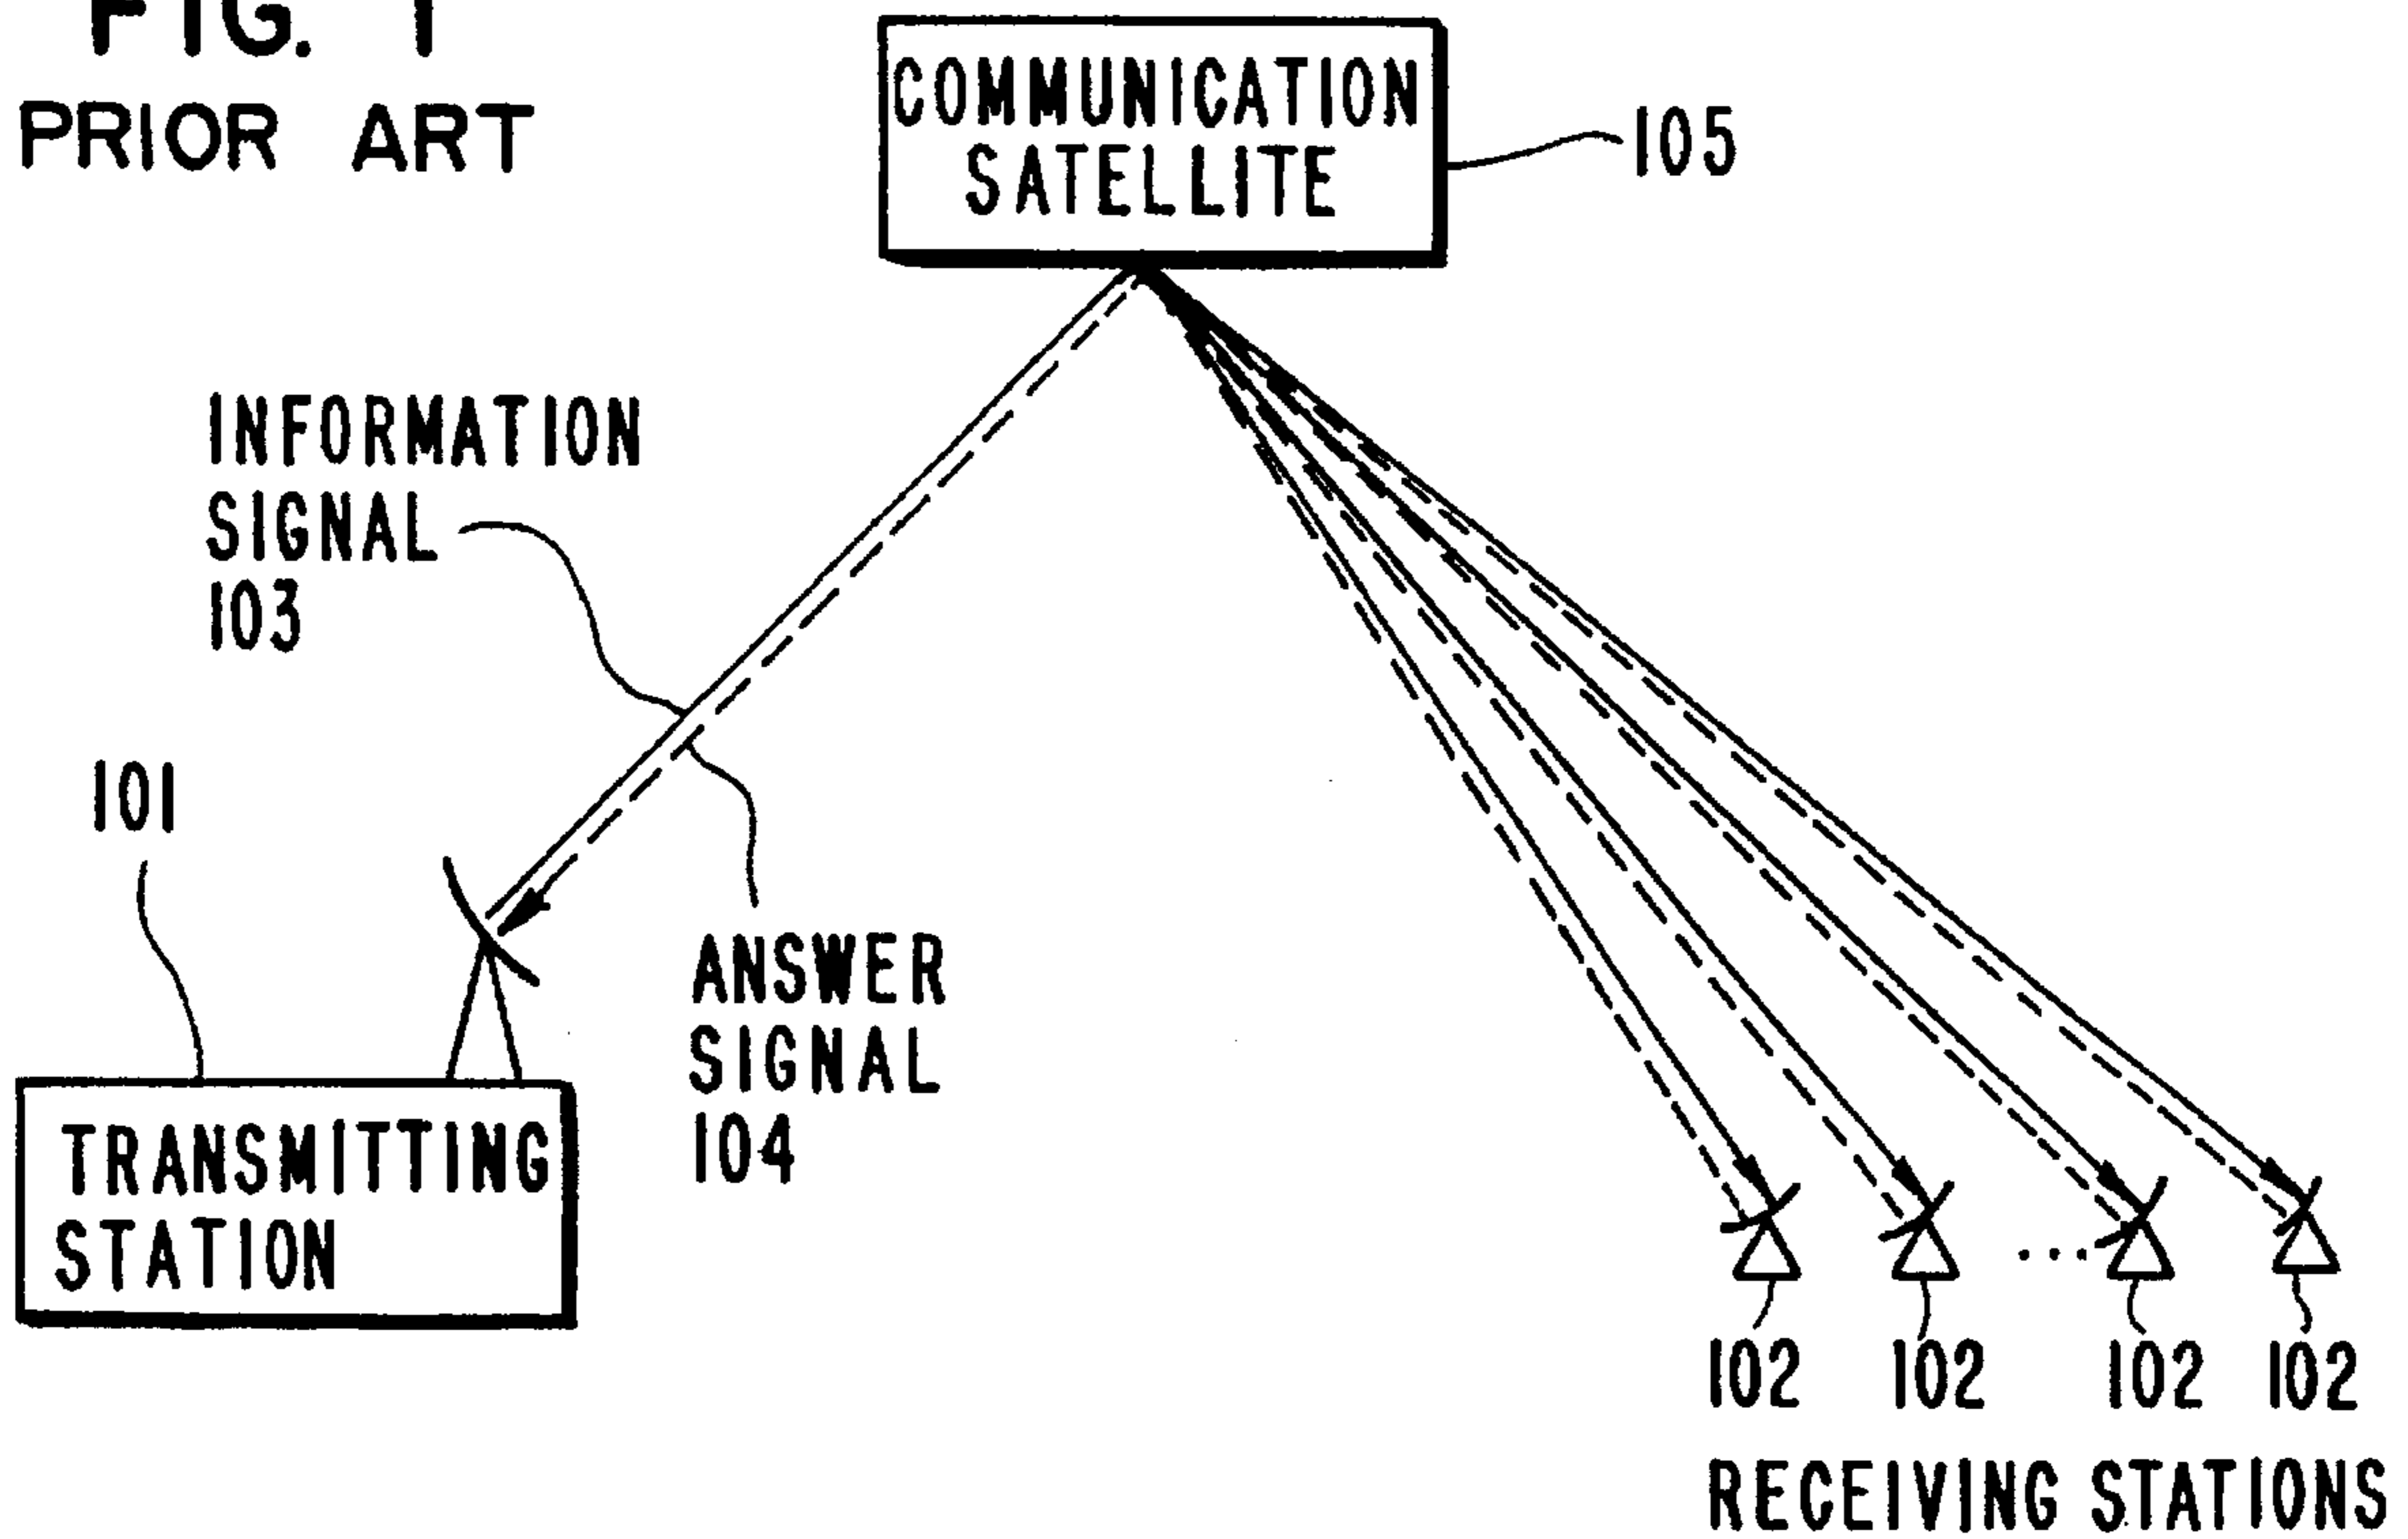 FIG. 1
PRIOR ART
COMMUNICATION
SATELLITE
105
INFORMATION
SIGNAL
103
101
ANSWER
SIGNAL
104
TRANSMITTING
STATION
...
102 102 102 102
RECEIVING STATIONS